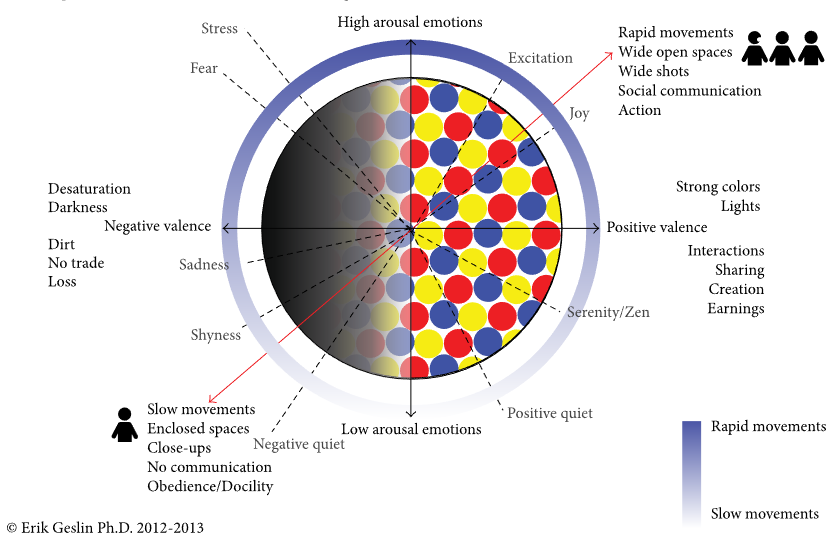 High arousal emotions
Stress
Fear
Excitation
Joy
Rapid movements
Wide open spaces
Wide shots
Social communication
Action
Desaturation
Darkness
Negative valence
Dirt
No trade
Loss
Strong colors
Lights
Positive valence
Interactions
Sharing
Creation
Earnings
Sadness
Shyness
Serenity/Zen
Positive quiet
Negative quiet
Low arousal emotions
Slow movements
Enclosed spaces
Close-ups
No communication
Obedience/Docility
Rapid movements
Slow movements
© Erik Geslin Ph.D. 2012-2013